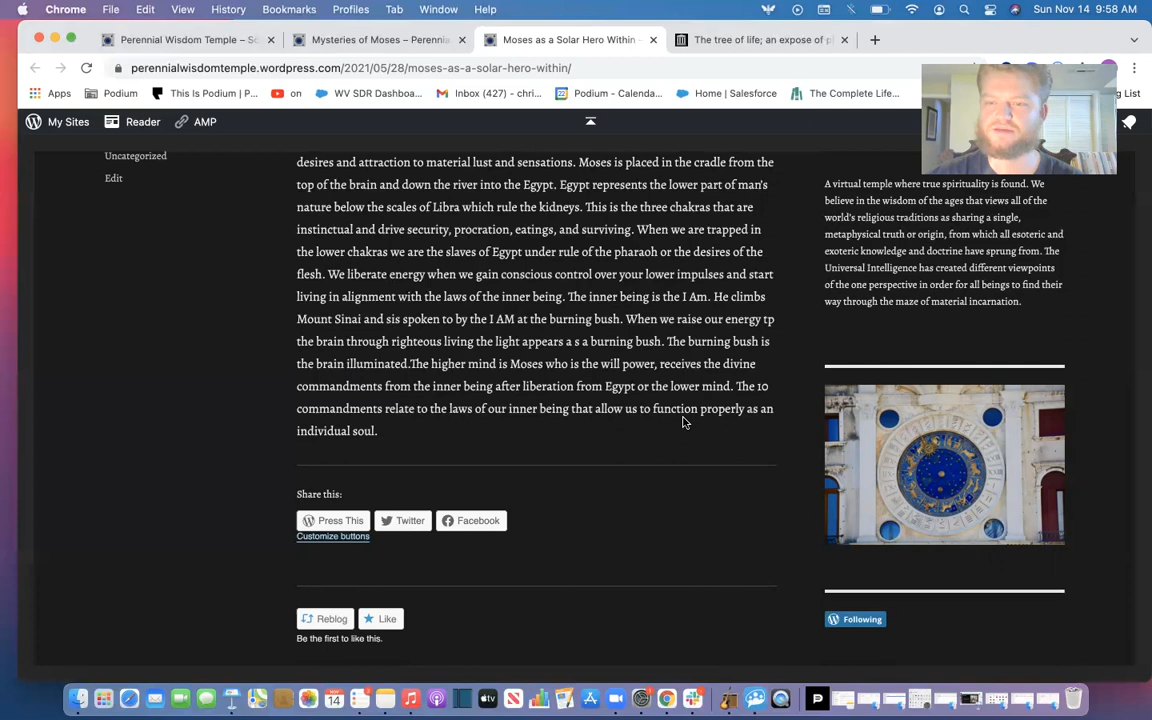 Chrome File Edit View History Bookmarks Profiles Tab Window Help Sun Nov 14 9:58 AM
Perennial Wisdom Temple – S Mysteries of Moses – Perennia Moses as a Solar Hero Within – The tree of life; an expose of p
perennialwisdomtemple.wordpress.com/2021/05/28/moses-as-a-solar-hero-within/
Apps Podium This Is Podium | P... on WV SDR Dashboa... Inbox (427) – chri... Podium - Calenda... Home | Salesforce The Complete Life... ng List
My Sites Reader AMP
Uncategorized
Edit
desires and attraction to material lust and sensations. Moses is placed in the cradle from the
top of the brain and down the river into the Egypt. Egypt represents the lower part of man's
nature below the scales of Libra which rule the kidneys. This is the three chakras that are
instinctual and drive security, procration, eatings, and surviving. When we are trapped in
the lower chakras we are the slaves of Egypt under rule of the pharaoh or the desires of the
flesh. We liberate energy when we gain conscious control over your lower impulses and start
living in alignment with the laws of the inner being. The inner being is the I Am. He climbs
Mount Sinai and sis spoken to by the I AM at the burning bush. When we raise our energy tp
the brain through righteous living the light appears a s a burning bush. The burning bush is
the brain illuminated.The higher mind is Moses who is the will power, receives the divine
commandments from the inner being after liberation from Egypt or the lower mind. The 10
commandments relate to the laws of our inner being that allow us to function properly as an
individual soul.
Share this:
Press This Twitter Facebook
Customize buttons
Reblog Like
Be the first to like this.
A virtual temple where true spirituality is found. We
believe in the wisdom of the ages that views all of the
world's religious traditions as sharing a single,
metaphysical truth or origin, from which all esoteric and
exoteric knowledge and doctrine have sprung from. The
Universal Intelligence has created different viewpoints
of the one perspective in order for all beings to find their
way through the maze of material incarnation.
Following